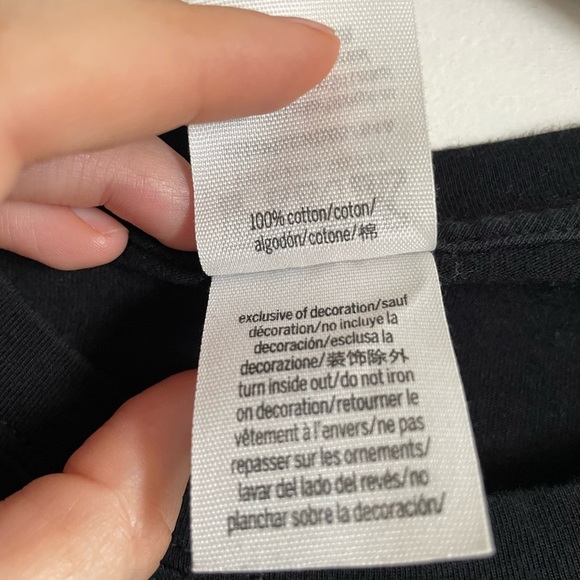 100% cotton/coton/
algodón/cotone/棉
exclusive of decoration/sauf
décoration/no incluye la
decoración/esclusa la
decorazione/装饰除外
turn inside out/do not iron
on decoration/retourner le
vêtement à l'envers/ne pas
repasser sur les ornements/
lavar del lado del revés/no
planchar sobre la decoración/